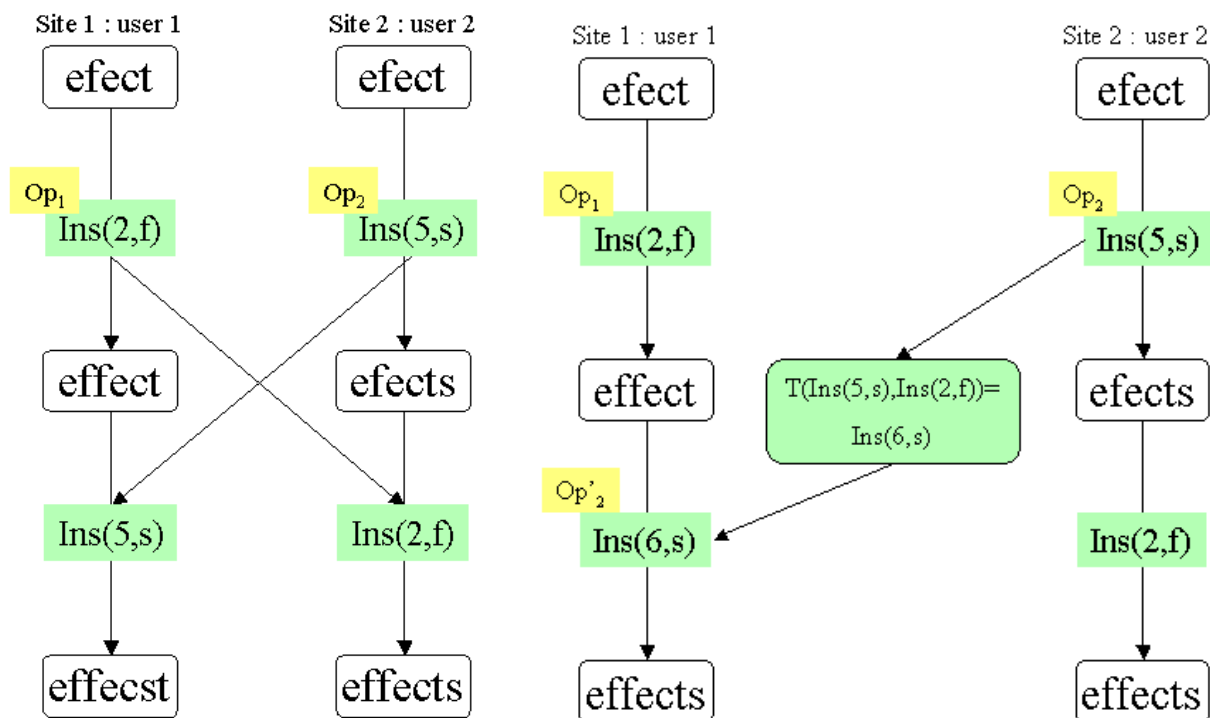 Site 1 : user 1
Site 2 : user 2
efect
efect
Op1
Ins(2,f)
Op2
Ins(5,s)
effect
efects
Ins(5,s)
Ins(2,f)
effecst
effects
Site 1 : user 1
Site 2 : user 2
efect
efect
Op1
Ins(2,f)
Op2
Ins(5,s)
effect
T(Ins(5,s),Ins(2,f))=
Ins(6,s)
efects
Op'2
Ins(6,s)
Ins(2,f)
effects
effects